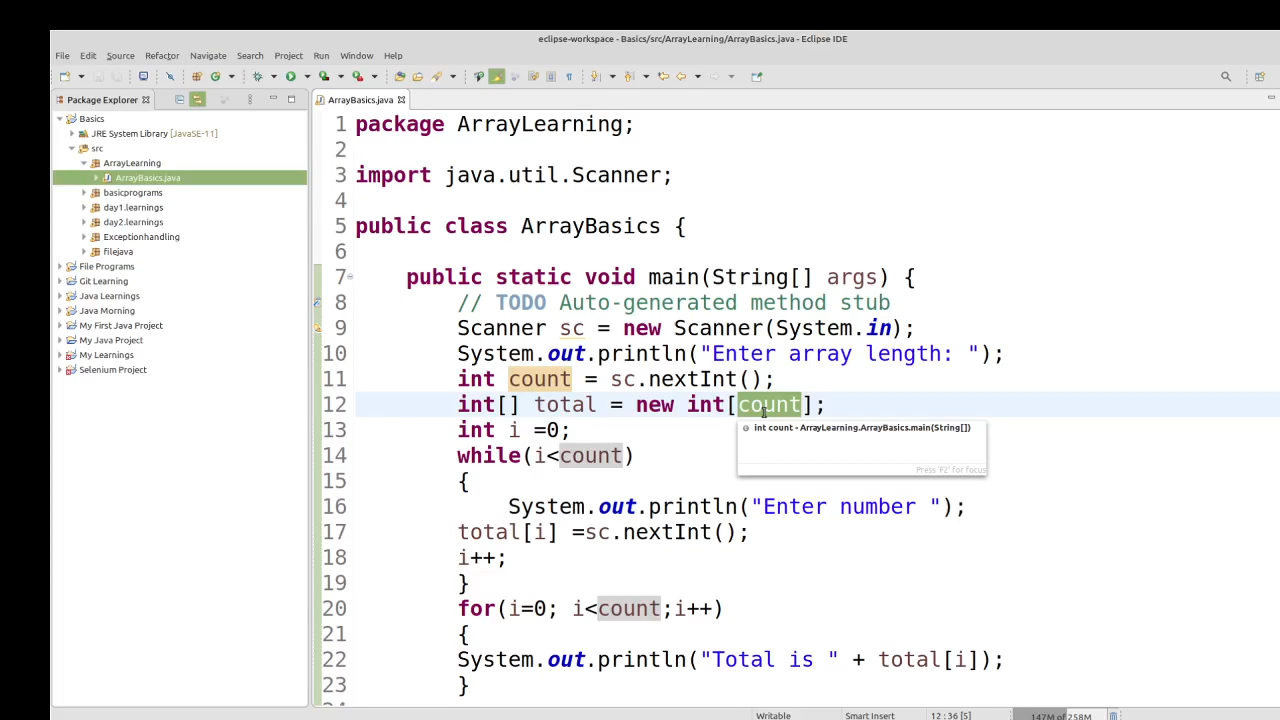 eclipse-workspace - Basics/src/ArrayLearning/ArrayBasics.java - Eclipse IDE
File Edit Source Refactor Navigate Search Project Run Window Help
Package Explorer
Basics
JRE System Library [JavaSE-11]
src
ArrayLearning
ArrayBasics.java
basicprograms
day1.learnings
day2.learnings
Exceptionhandling
filejava
File Programs
Git Learning
Java Learnings
Java Morning
My First Java Project
My Java Project
My Learnings
Selenium Project
ArrayBasics.java
1 package ArrayLearning;
2
3 import java.util.Scanner;
4
5 public class ArrayBasics {
6
7 public static void main(String[] args) {
8 // TODO Auto-generated method stub
9 Scanner sc = new Scanner(System.in);
10 System.out.println("Enter array length: ");
11 int count = sc.nextInt();
12 int[] total = new int[count];
13 int i =0;
14 while(i<count)
15 {
16 System.out.println("Enter number ");
17 total[i] =sc.nextInt();
18 i++;
19 }
20 for(i=0; i<count;i++)
21 {
22 System.out.println("Total is " + total[i]);
23 }
int count - ArrayLearning.ArrayBasics.main(String[])
Press 'F2' for focus
Writable Smart Insert 12 : 36 [5] 147M of 258M